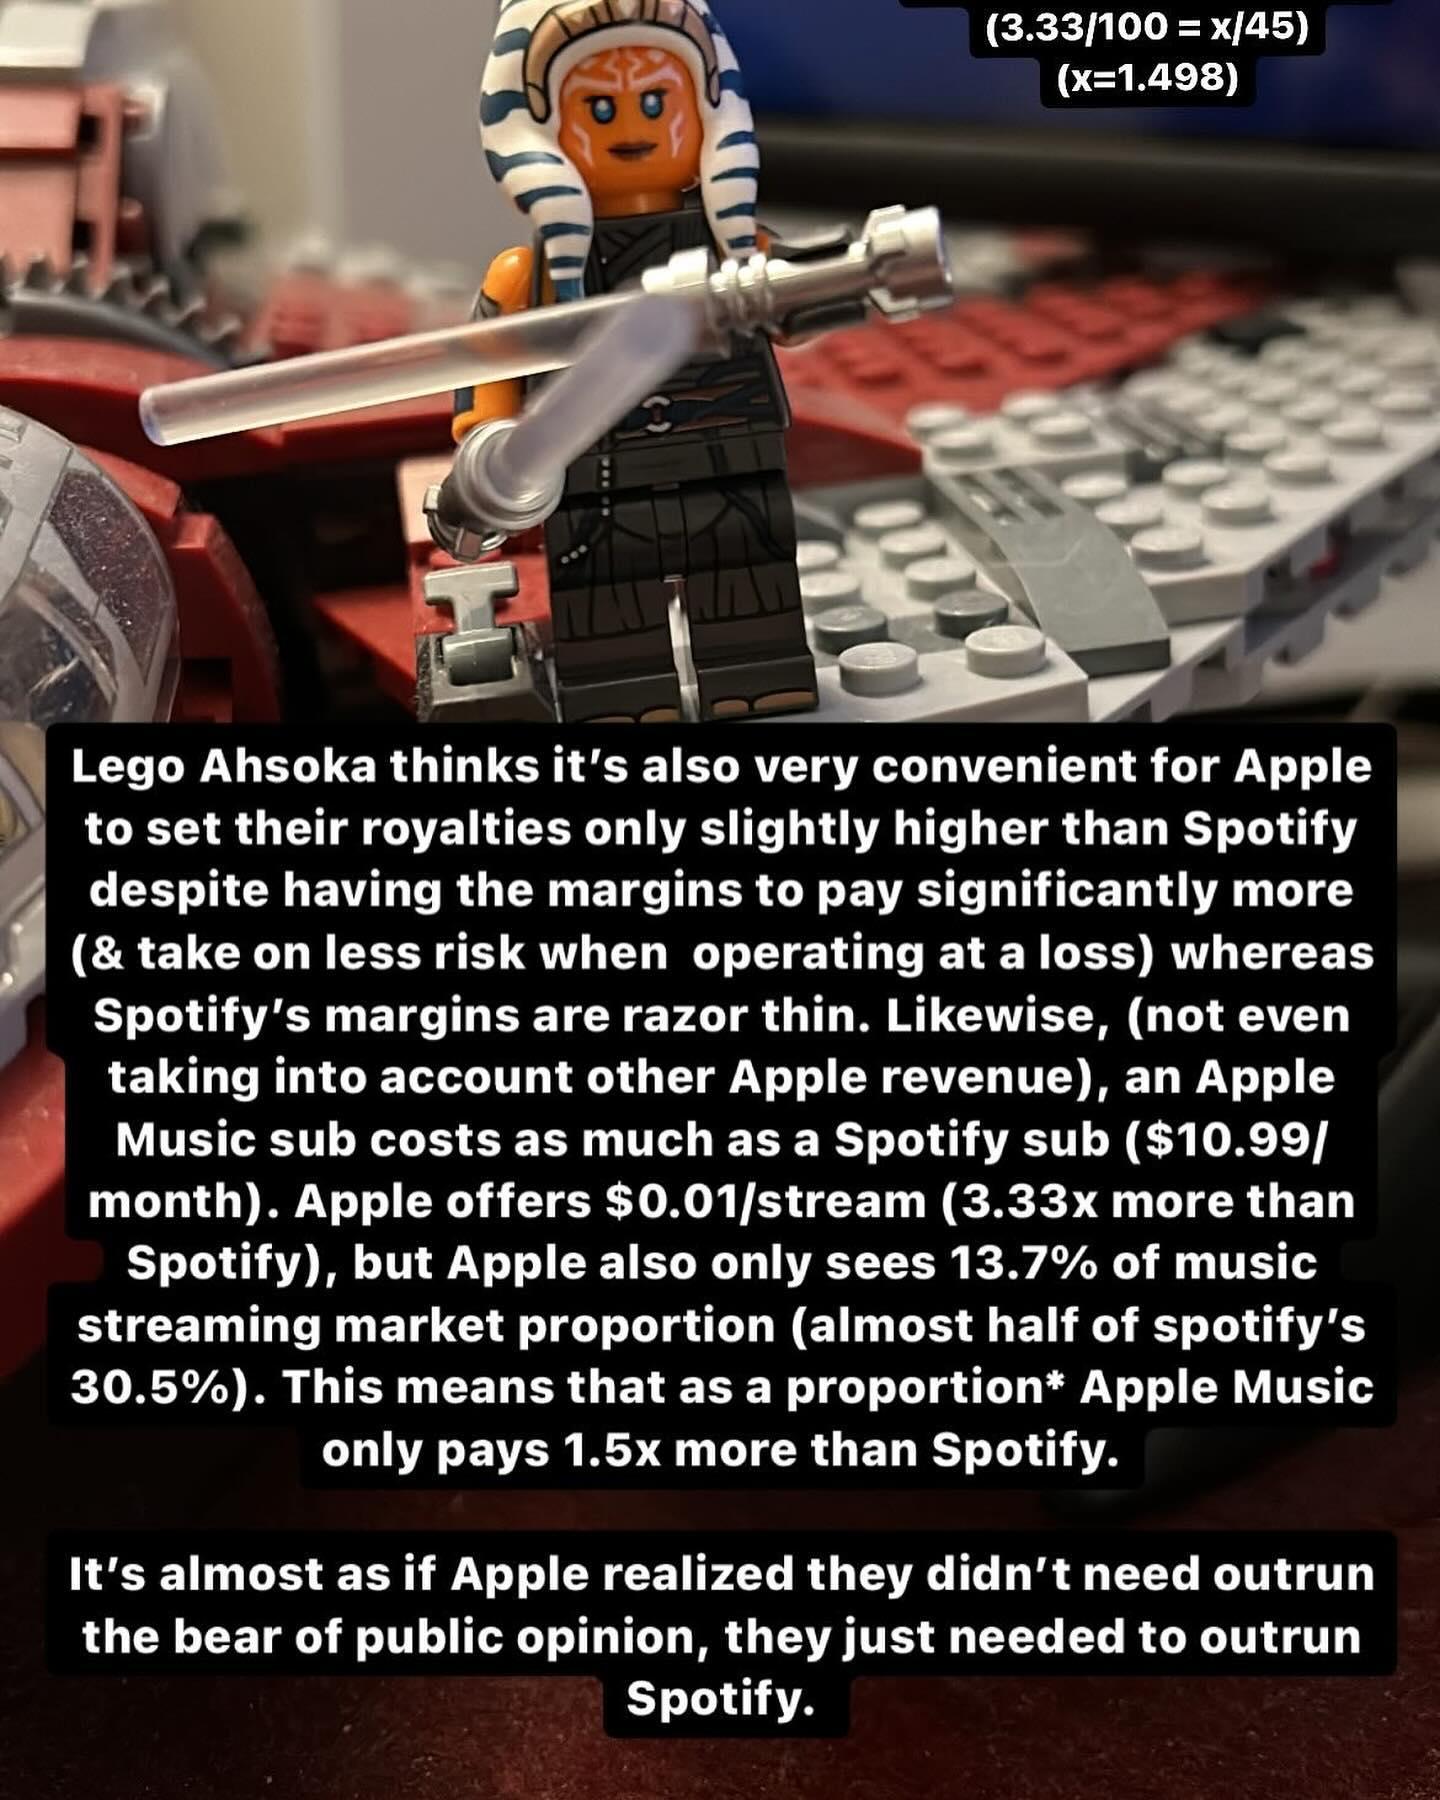 (3.33/100 = x/45)
(x=1.498)
Lego Ahsoka thinks it’s also very convenient for Apple
to set their royalties only slightly higher than Spotify
despite having the margins to pay significantly more
(& take on less risk when  operating at a loss) whereas
Spotify’s margins are razor thin. Likewise, (not even
taking into account other Apple revenue), an Apple
Music sub costs as much as a Spotify sub ($10.99/
month). Apple offers $0.01/stream (3.33x more than
Spotify), but Apple also only sees 13.7% of music
streaming market proportion (almost half of spotify’s
30.5%). This means that as a proportion* Apple Music
only pays 1.5x more than Spotify.
It’s almost as if Apple realized they didn’t need outrun
the bear of public opinion, they just needed to outrun
Spotify.